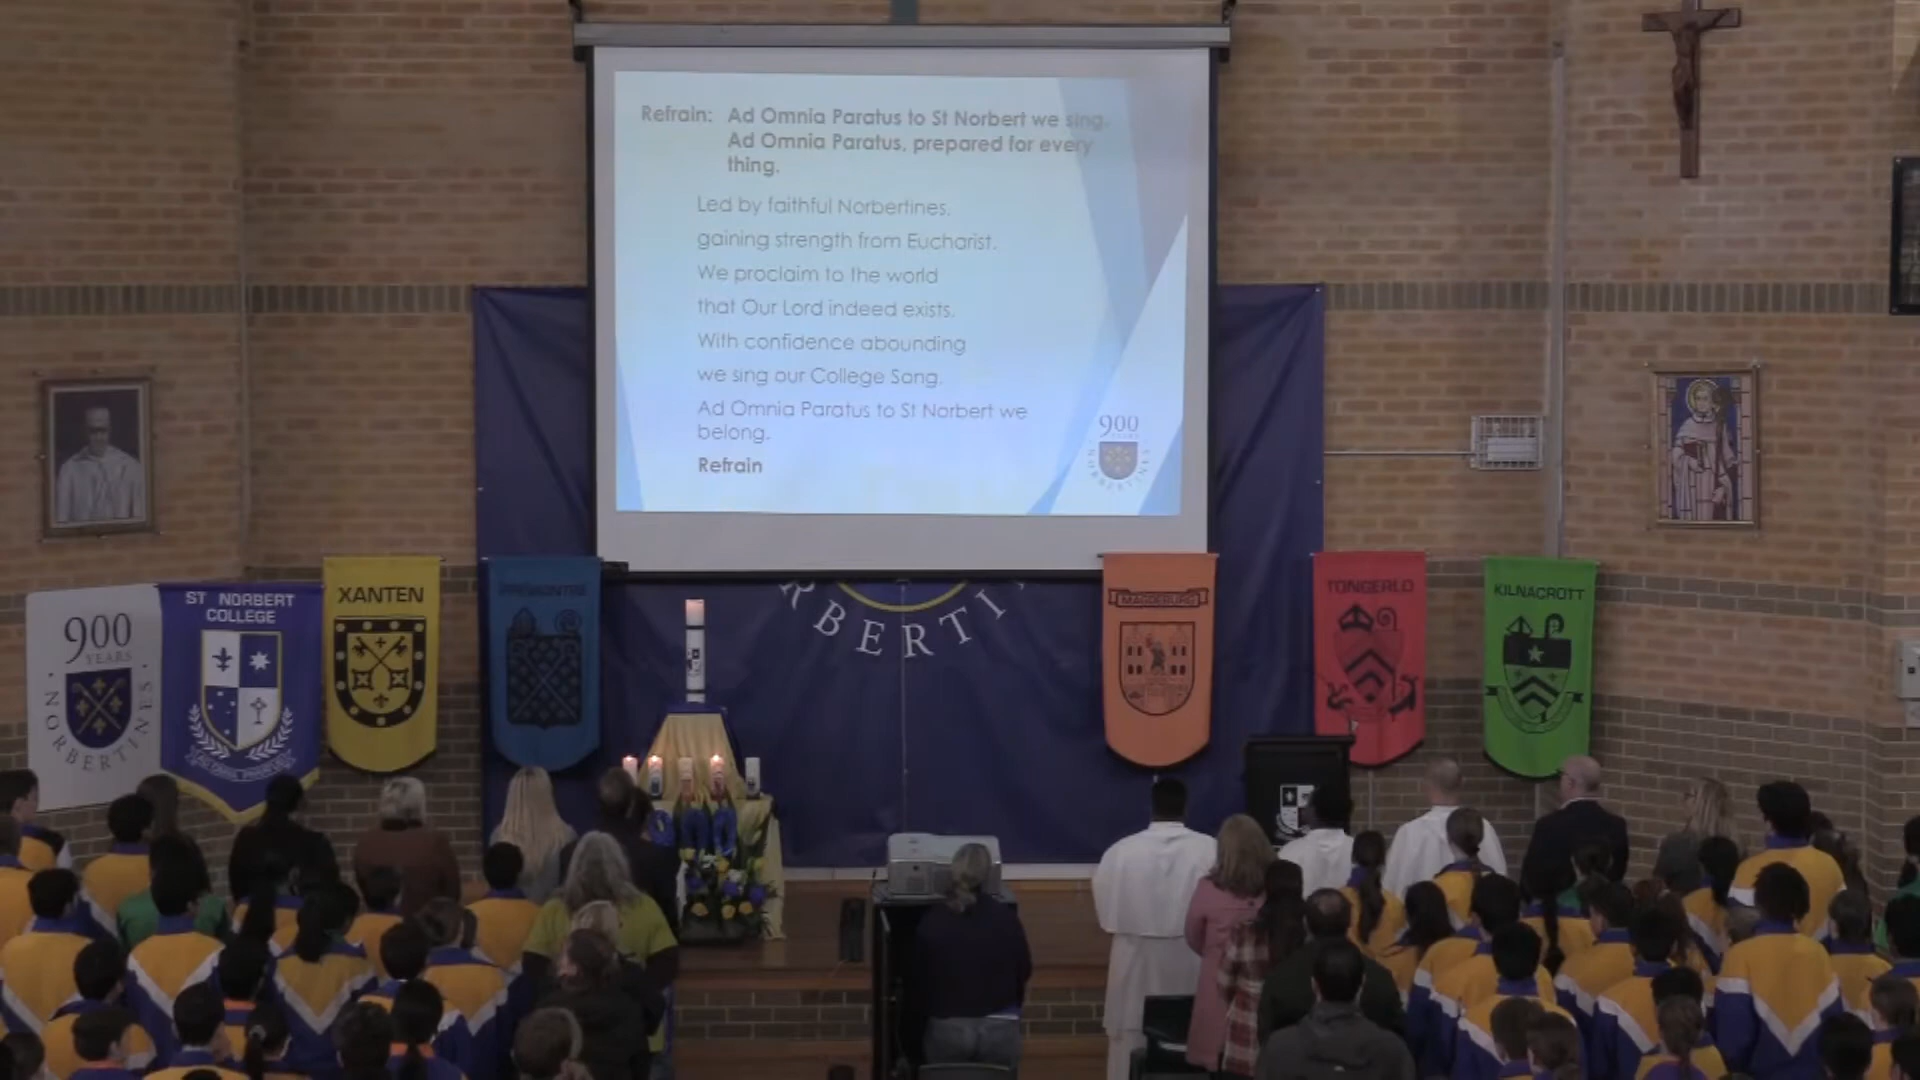 Refrain: Ad Omnia Paratus to St Norbert we sing.
Ad Omnia Paratus, prepared for every
thing.
Led by faithful Norbertines,
gaining strength from Eucharist.
We proclaim to the world
that Our Lord indeed exists.
With confidence abounding
we sing our College Song.
Ad Omnia Paratus to St Norbert we
belong.
Refrain
900
YEARS
NORBERTINES
900
YEARS
NORBERTINES
ST NORBERT
COLLEGE
XANTEN
PREMONTRE
RBERTI
MAGDEBURG
TONGERLO
KILNACROTT